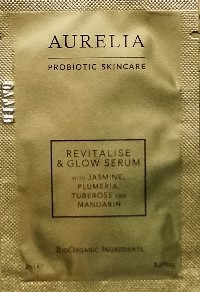 AURELIA
PROBIOTIC SKINCARE
REVITALISE
& GLOW SERUM
WITH JASMINE,
PLUMERIA,
TUBEROSE AND
MANDARIN
BIOORGANIC INGREDIENTS